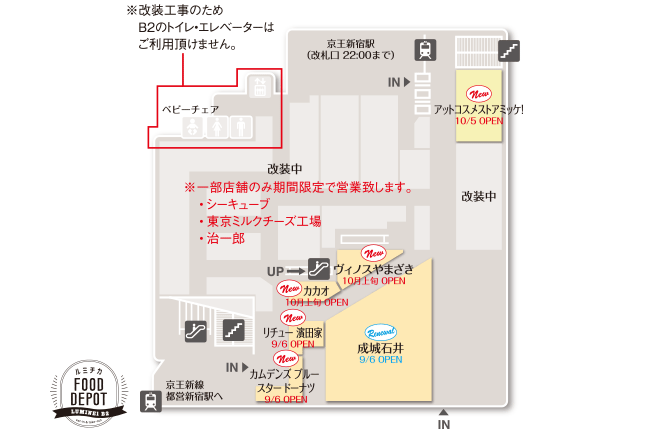 ※改装工事のため
B2のトイレ・エレベーターは
ご利用頂けません。
京王新宿駅
（改札口 22:00まで）
IN
New
アットコスメストアミッケ!
10/5 OPEN
ベビーチェア
改装中
※一部店舗のみ期間限定で営業致します。
・シーキューブ
・東京ミルクチーズ工場
・治一郎
改装中
New
ヴィノスやまざき
10月上旬 OPEN
UP
New
カカオ
10月上旬 OPEN
New
リチュー 濱田家
9/6 OPEN
Renewal
成城石井
9/6 OPEN
IN
New
カムデンズ ブルー
スター ドーナツ
9/6 OPEN
京王新線
都営新宿駅へ
IN
ルミチカ
FOOD
DEPOT
LUMINE1 B2